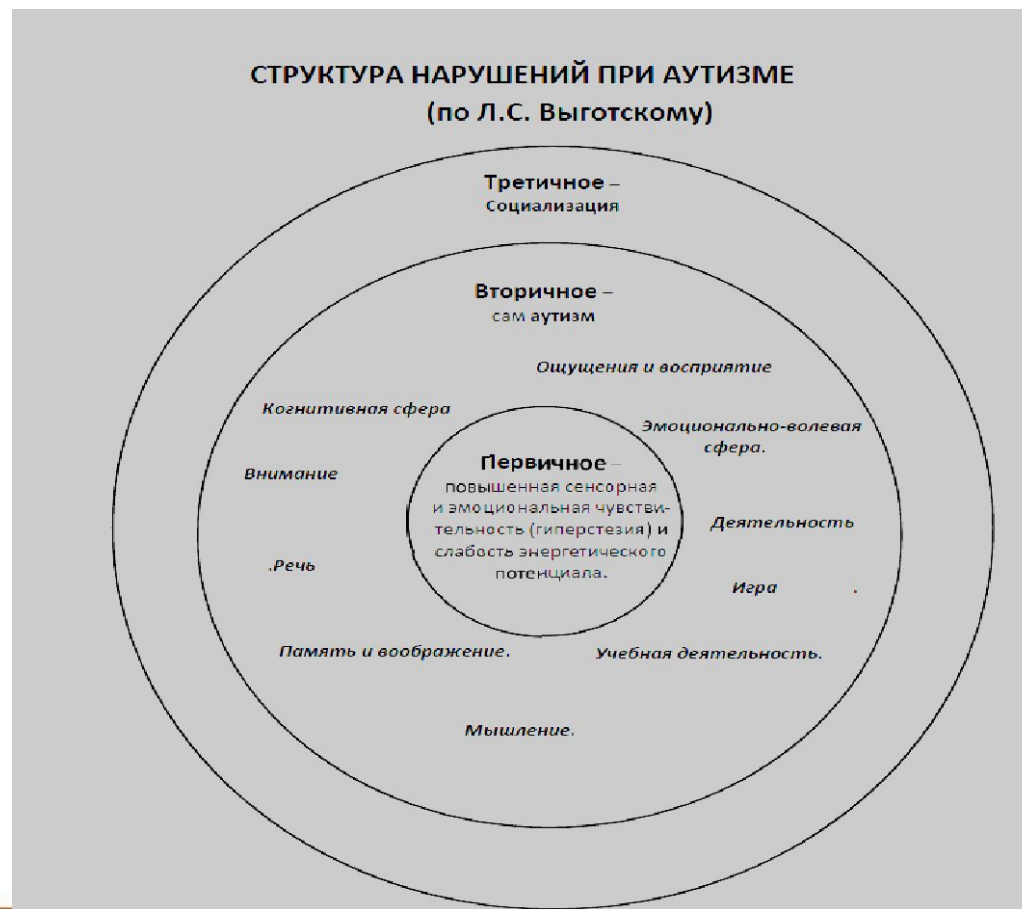 СТРУКТУРА НАРУШЕНИЙ ПРИ АУТИЗМЕ
(по Л.С. Выготскому)
Третичное –
Социализация
Вторичное –
сам аутизм
Ощущения и восприятие
Когнитивная сфера
Эмоционально-волевая
сфера.
Внимание
Первичное –
повышенная сенсорная
и эмоциональная чувстви-
тельность (гиперстезия) и
слабость энергетического
потенциала.
Деятельность
.Речь
Игра .
Память и воображение.
Учебная деятельность.
Мышление.